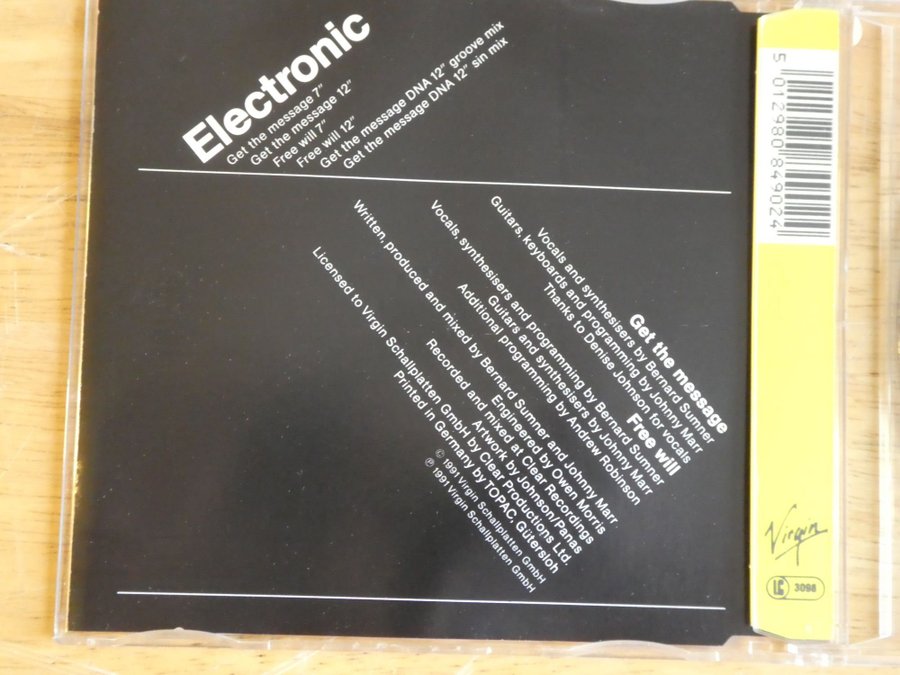 Electronic
Get the message 7"
Get the message 12"
Free will 7"
Free will 12"
Get the message DNA 12" groove mix
Get the message DNA 12" sin mix
Get the message
Vocals and synthesisers by Bernard Sumner
Guitars, keyboards and programming by Johnny Marr
Thanks to Denise Johnson for vocals
Free will
Vocals, synthesisers and programming by Bernard Sumner
Guitars and synthesisers by Johnny Marr
Additional programming by Andrew Robinson
Written, produced and mixed by Bernard Sumner and Johnny Marr
Engineered by Owen Morris
Recorded and mixed at Clear Recordings
Artwork by Johnson/Panas
Licensed to Virgin Schallplatten GmbH by Clear Productions Ltd.
Printed in Germany by TOPAC, Gütersloh
© 1991 Virgin Schallplatten GmbH
℗ 1991 Virgin Schallplatten GmbH
5 012980 849024
Virgin
LC 3098